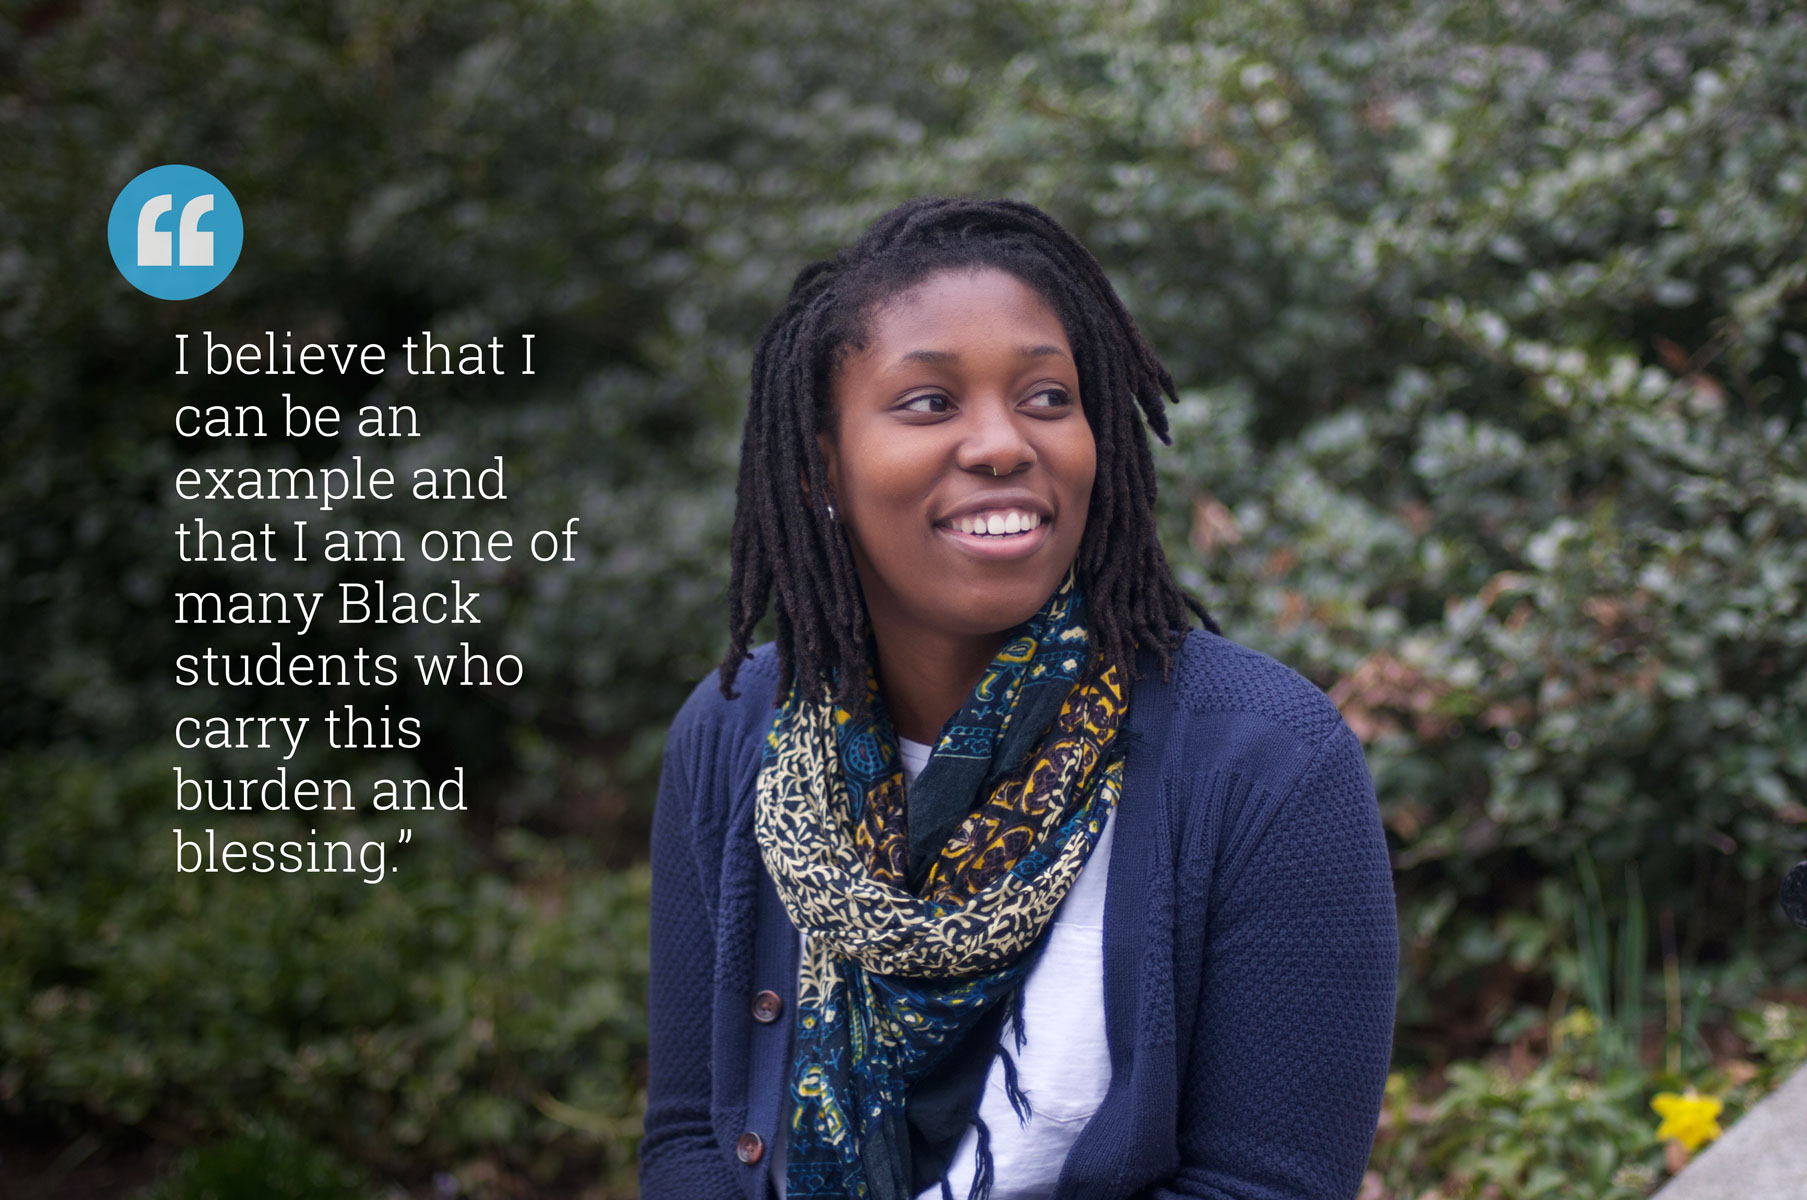 “
I believe that I
can be an
example and
that I am one of
many Black
students who
carry this
burden and
blessing.”